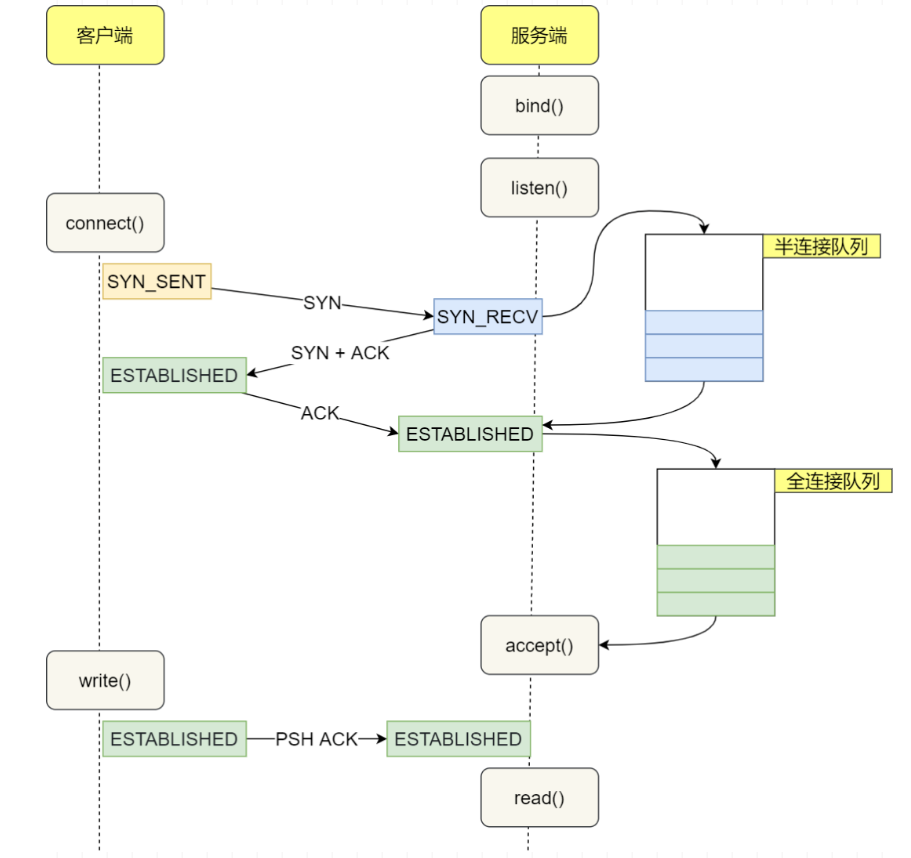 客户端
服务端
bind()
listen()
connect()
半连接队列
SYN_SENT
SYN
SYN_RECV
SYN + ACK
ESTABLISHED
ACK
ESTABLISHED
全连接队列
accept()
write()
ESTABLISHED
PSH ACK
ESTABLISHED
read()